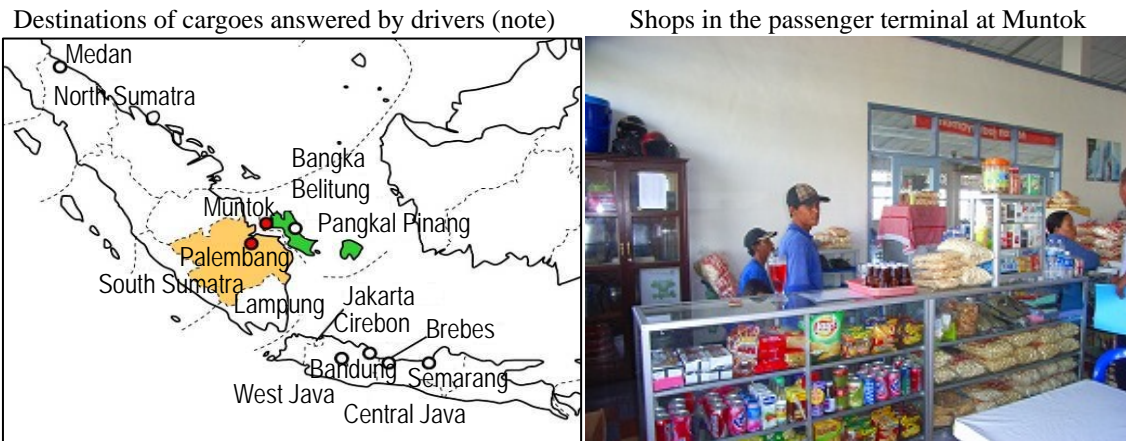 Destinations of cargoes answered by drivers (note)
Shops in the passenger terminal at Muntok
Medan
North Sumatra
Bangka
Belitung
Muntok
Pangkal Pinang
Palembang
South Sumatra
Lampung
Jakarta
Cirebon
Brebes
Bandung
Semarang
West Java
Central Java